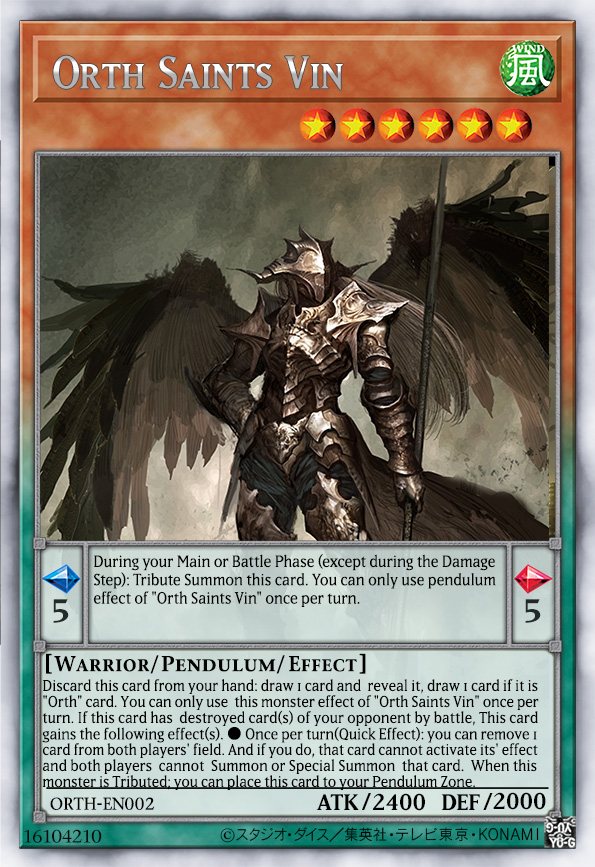 ORTH SAINTS VIN
WIND
風
During your Main or Battle Phase (except during the Damage
Step): Tribute Summon this card. You can only use pendulum
effect of "Orth Saints Vin" once per turn.
5
5
[WARRIOR/PENDULUM/EFFECT]
Discard this card from your hand: draw 1 card and reveal it, draw 1 card if it is
"Orth" card. You can only use this monster effect of "Orth Saints Vin" once per
turn. If this card has destroyed card(s) of your opponent by battle, This card
gains the following effect(s). ● Once per turn(Quick Effect): you can remove 1
card from both players' field. And if you do, that card cannot activate its' effect
and both players cannot Summon or Special Summon that card. When this
monster is Tributed: you can place this card to your Pendulum Zone.
ORTH-EN002
ATK/2400 DEF/2000
16104210
©スタジオ・ダイス／集英社・テレビ東京・KONAMI
YU-G